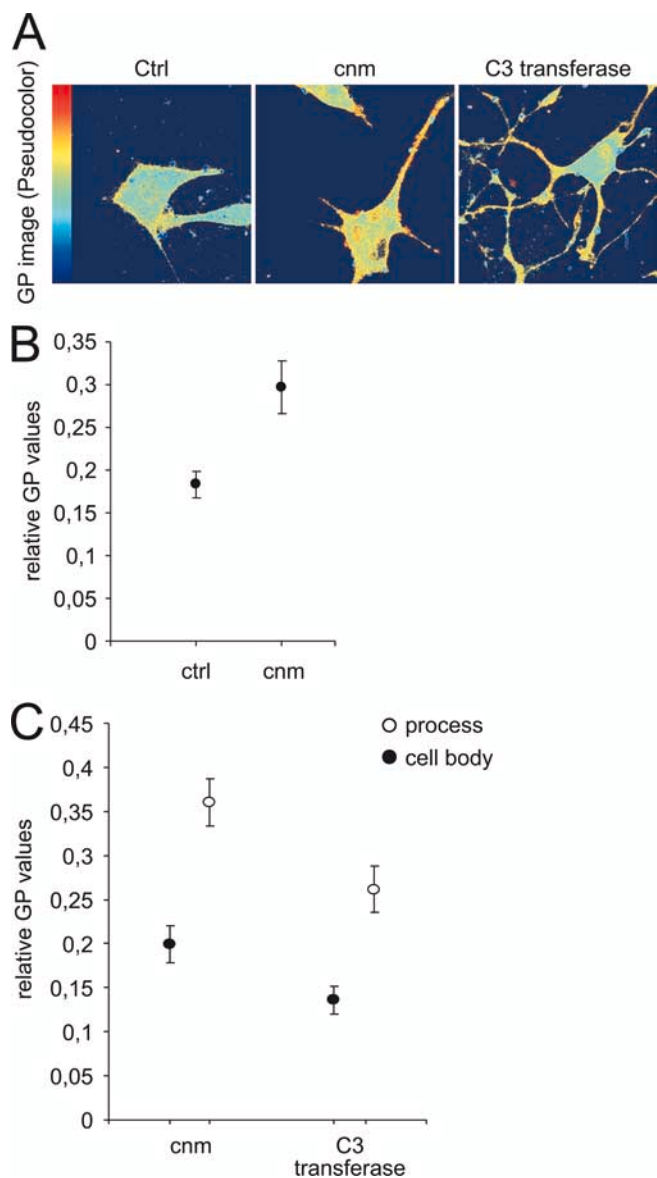 A
Ctrl
cnm
C3 transferase
GP image (Pseudocolor)
B
relative GP values
0,35
0,3
0,25
0,2
0,15
0,1
0,05
0
ctrl
cnm
C
relative GP values
0,45
0,4
0,35
0,3
0,25
0,2
0,15
0,1
0,05
0
process
cell body
cnm
C3
transferase